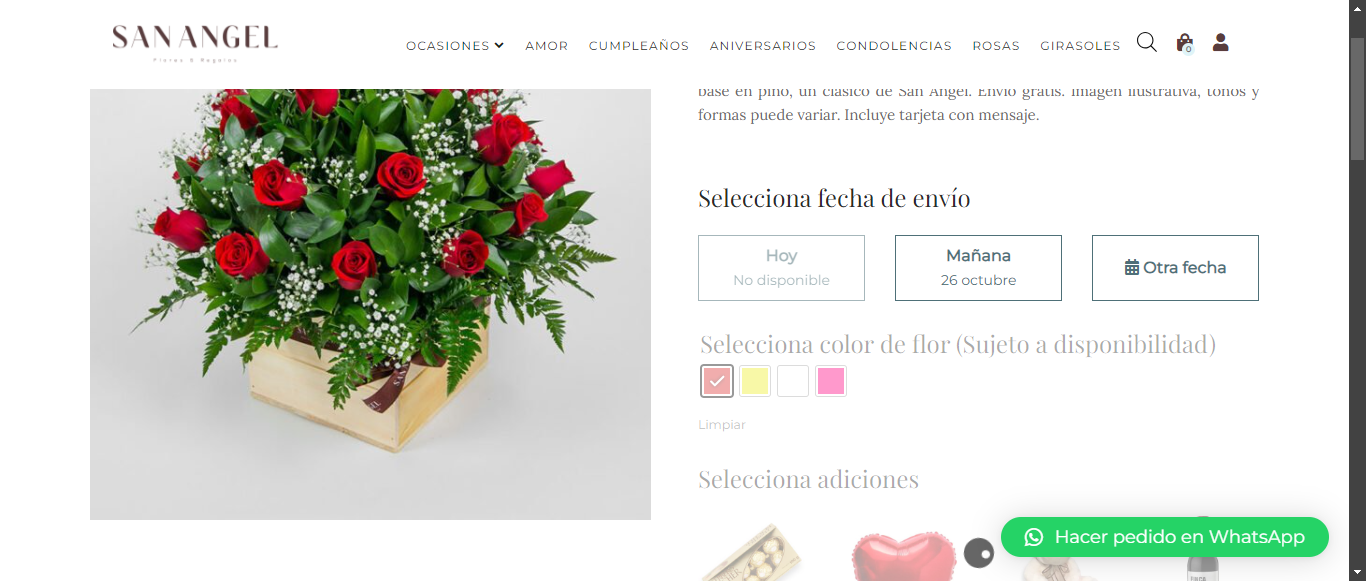 SAN ANGEL
Flores & Regalos
OCASIONES AMOR CUMPLEAÑOS ANIVERSARIOS CONDOLENCIAS ROSAS GIRASOLES
0
base en pino, un clásico de San Ángel. Envío gratis. Imagen ilustrativa, tonos y
formas puede variar. Incluye tarjeta con mensaje.
Selecciona fecha de envío
Hoy
No disponible
Mañana
26 octubre
Otra fecha
Selecciona color de flor (Sujeto a disponibilidad)
Limpiar
Selecciona adiciones
Hacer pedido en WhatsApp